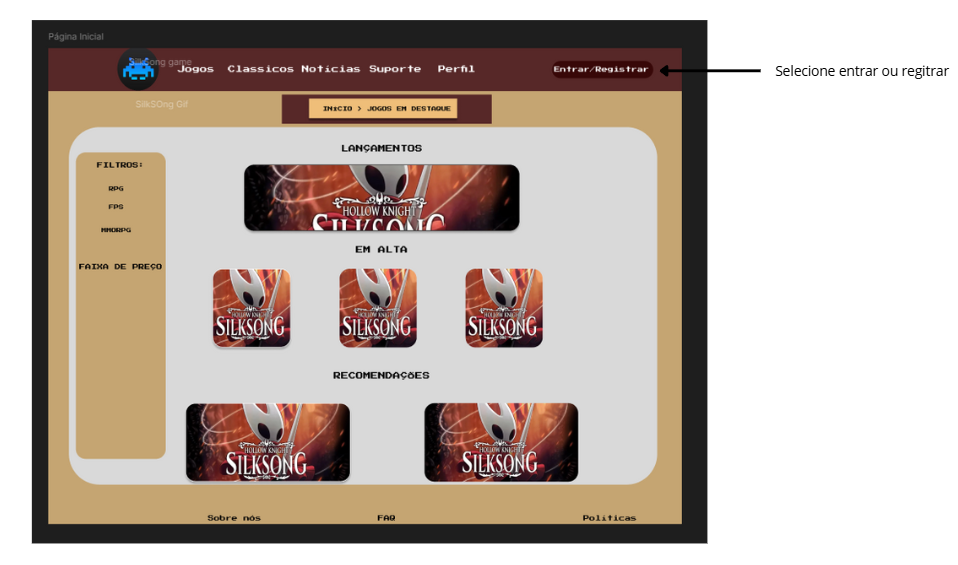 Página Inicial
SilkSong game
Jogos Classicos Noticias Suporte Perfil
Entrar/Registrar
Selecione entrar ou regitrar
SilkSOng Gif
INICIO > JOGOS EM DESTAQUE
LANÇAMENTOS
FILTROS:
RPG
FPS
MMORPG
FAIXA DE PREÇO
HOLLOW KNIGHT
SILKSONG
EM ALTA
HOLLOW KNIGHT
SILKSONG
HOLLOW KNIGHT
SILKSONG
HOLLOW KNIGHT
SILKSONG
RECOMENDAÇÕES
HOLLOW KNIGHT
SILKSONG
HOLLOW KNIGHT
SILKSONG
Sobre nós
FAQ
Políticas